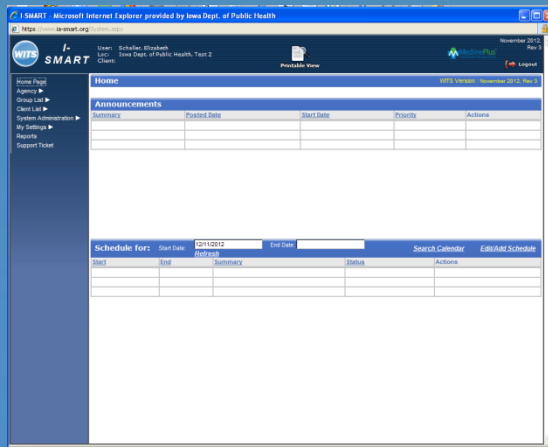 I-SMART - Microsoft Internet Explorer provided by Iowa Dept. of Public Health
https://www.ia-smart.org/System.aspx
WITS
I-SMART
User: Schaller, Elizabeth
Loc: Iowa Dept. of Public Health, Test 2
Client:
Printable View
MedlinePlus
November 2012, Rev 3
Logout
Home Page
Agency
Group List
Client List
System Administration
My Settings
Reports
Support Ticket
Home
WITS Version : November 2012, Rev 3
Announcements
Summary Posted Date Start Date Priority Actions
Schedule for: Start Date: 12/11/2012 End Date: Search Calendar Edit/Add Schedule
Refresh
Start End Summary Status Actions